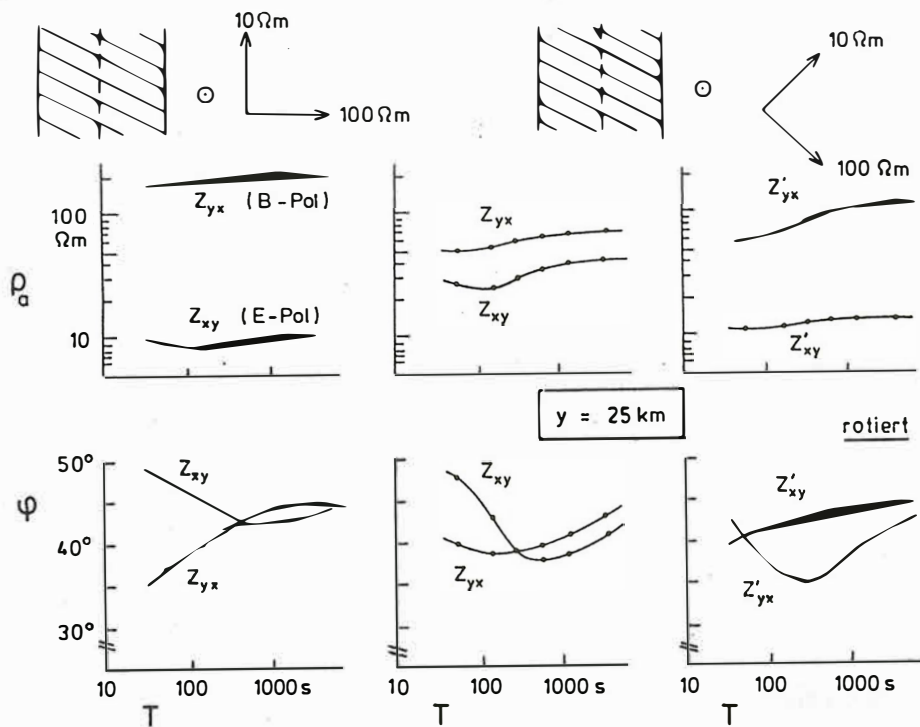 10 Ωm
100 Ωm
10 Ωm
100 Ωm
100
Ωm
10
ρa
Zyx (B - Pol)
Zxy (E - Pol)
Zyx
Zxy
Z'yx
Z'xy
y = 25 km
rotiert
φ
50°
40°
30°
Zxy
Zyx
Zxy
Zyx
Z'xy
Z'yx
10 100 1000 s
T
10 100 1000 s
T
10 100 1000 s
T